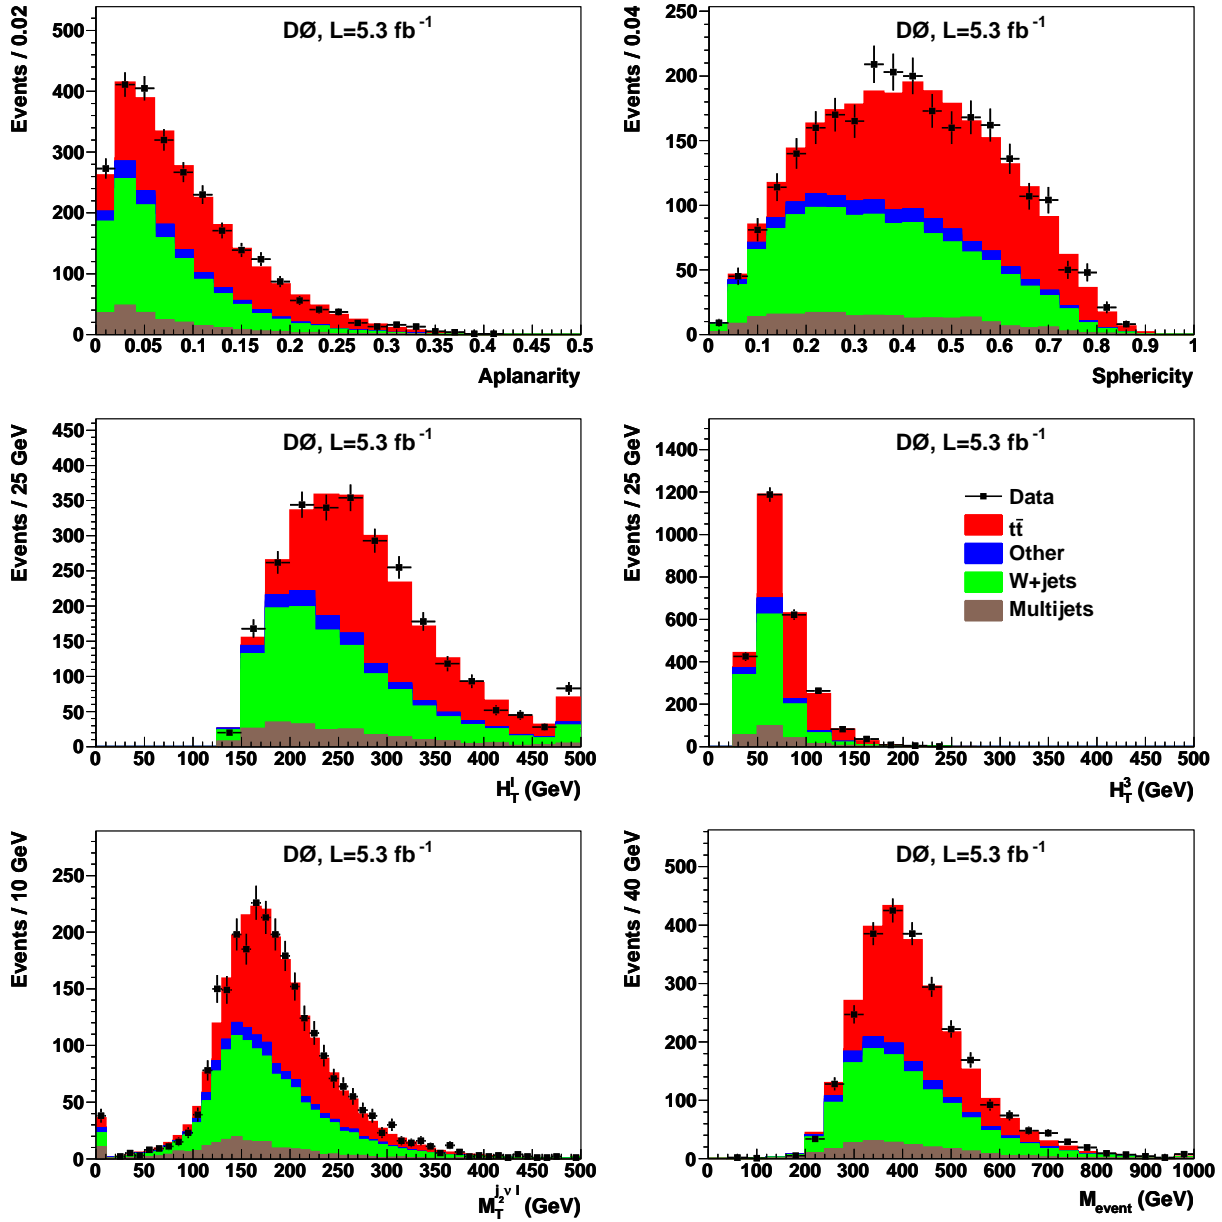 DØ, L=5.3 fb⁻¹
Events / 0.02
500
400
300
200
100
0
0 0.05 0.1 0.15 0.2 0.25 0.3 0.35 0.4 0.45 0.5
Aplanarity
DØ, L=5.3 fb⁻¹
Events / 0.04
250
200
150
100
50
0
0 0.1 0.2 0.3 0.4 0.5 0.6 0.7 0.8 0.9 1
Sphericity
DØ, L=5.3 fb⁻¹
Events / 25 GeV
450
400
350
300
250
200
150
100
50
0
0 50 100 150 200 250 300 350 400 450 500
H_T^l (GeV)
DØ, L=5.3 fb⁻¹
Events / 25 GeV
1400
1200
1000
800
600
400
200
0
Data
tt̄
Other
W+jets
Multijets
0 50 100 150 200 250 300 350 400 450 500
H_T^3 (GeV)
DØ, L=5.3 fb⁻¹
Events / 10 GeV
250
200
150
100
50
0
0 50 100 150 200 250 300 350 400 450 500
M_T^{j_2 ν l} (GeV)
DØ, L=5.3 fb⁻¹
Events / 40 GeV
500
400
300
200
100
0
0 100 200 300 400 500 600 700 800 900 1000
M_event (GeV)